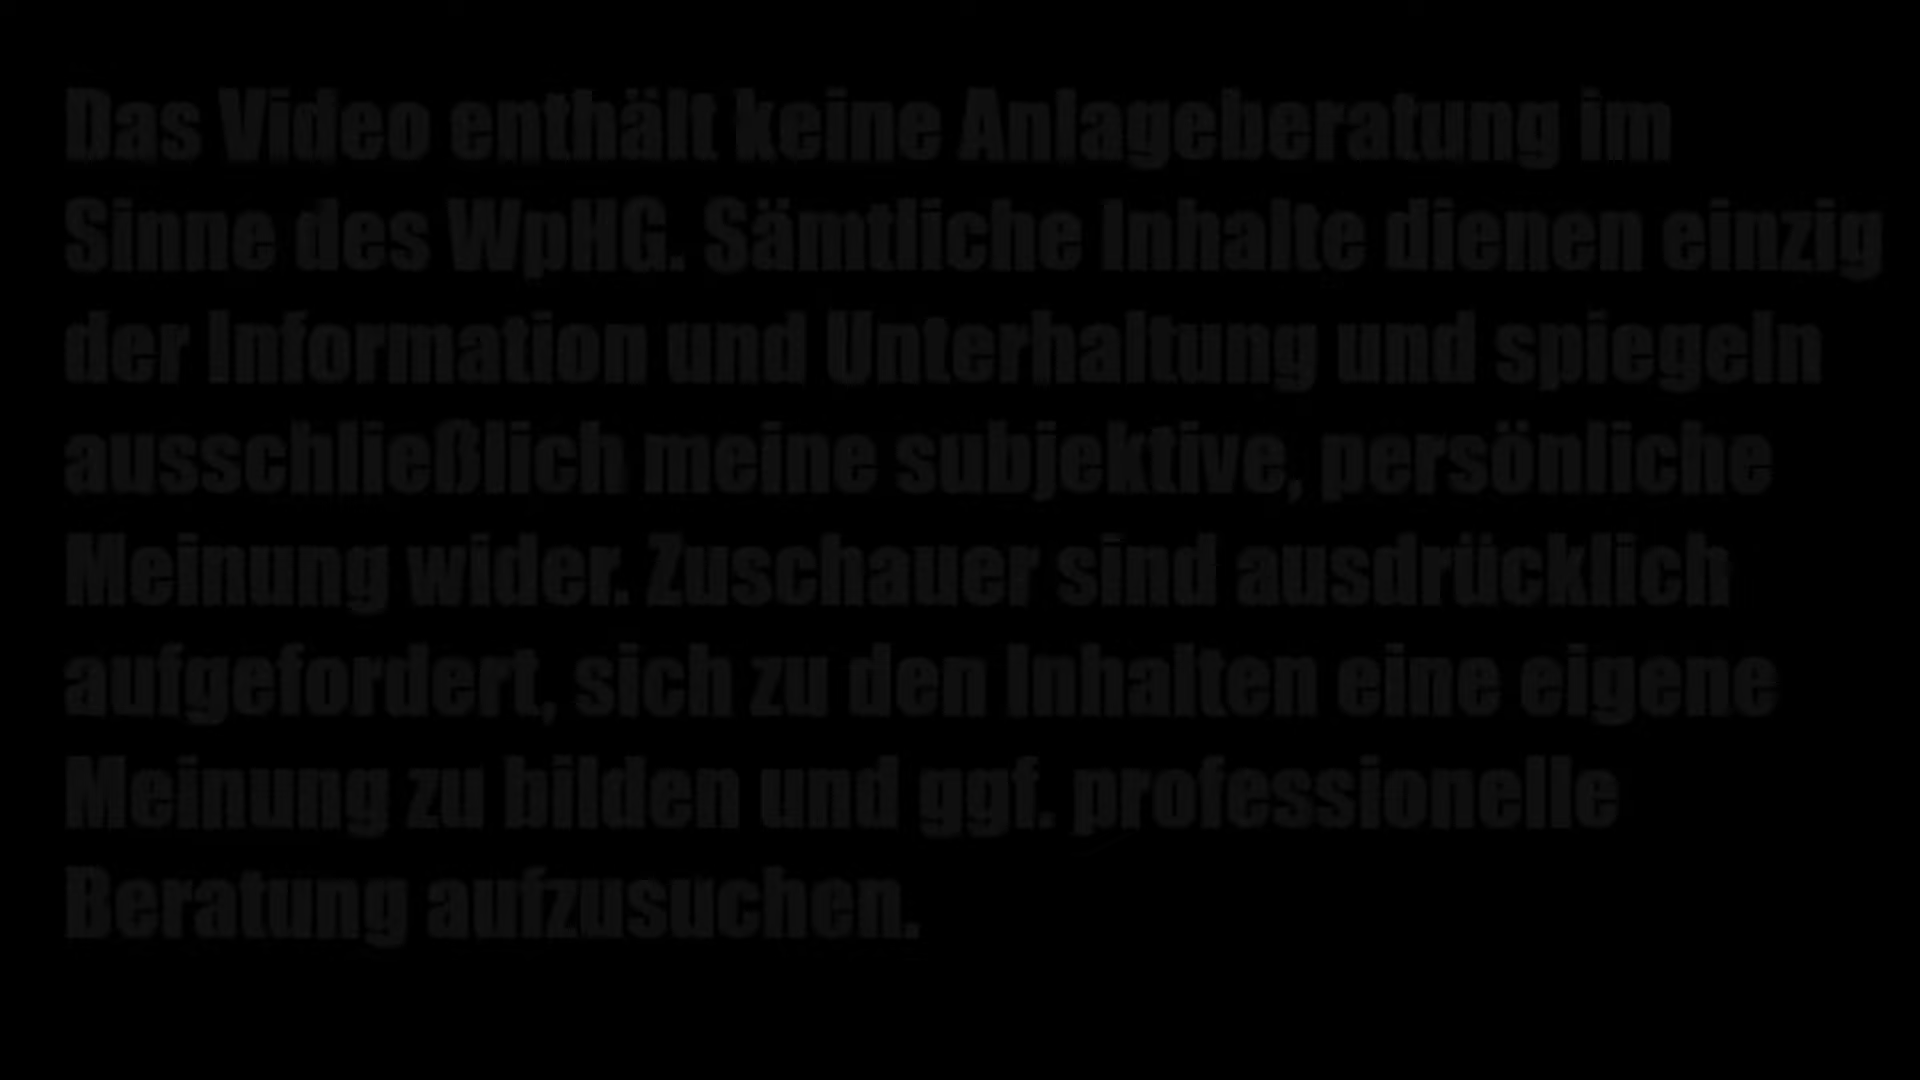 Das Video enthält keine Anlageberatung im
Sinne des WpHG. Sämtliche Inhalte dienen einzig
der Information und Unterhaltung und spiegeln
ausschließlich meine subjektive, persönliche
Meinung wider. Zuschauer sind ausdrücklich
aufgefordert, sich zu den Inhalten eine eigene
Meinung zu bilden und ggf. professionelle
Beratung aufzusuchen.